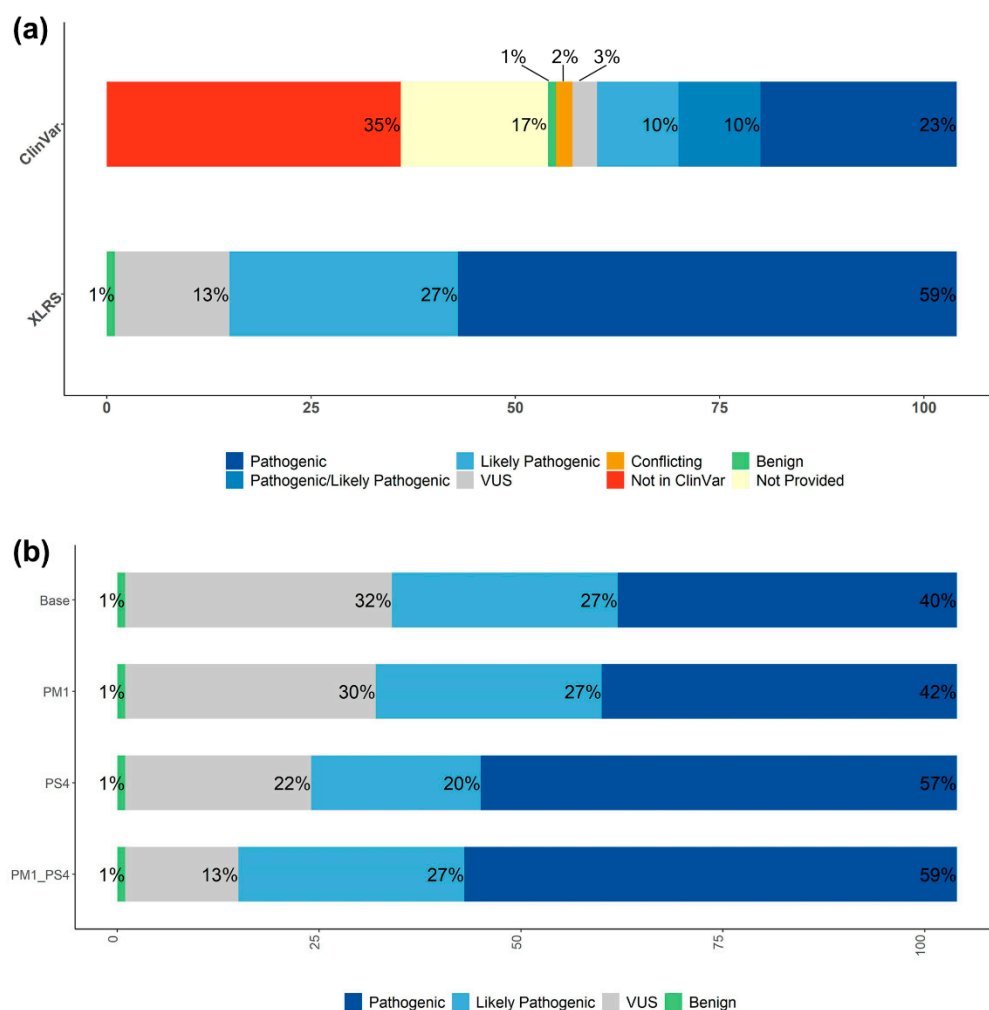 (a)
1% 2% 3%
ClinVar 35% 17% 10% 10% 23%
XLRS 1% 13% 27% 59%
0 25 50 75 100
Pathogenic Likely Pathogenic Conflicting Benign
Pathogenic/Likely Pathogenic VUS Not in ClinVar Not Provided
(b)
Base 1% 32% 27% 40%
PM1 1% 30% 27% 42%
PS4 1% 22% 20% 57%
PM1_PS4 1% 13% 27% 59%
0 25 50 75 100
Pathogenic Likely Pathogenic VUS Benign